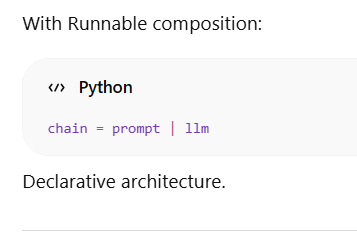 With Runnable composition:
</> Python
chain = prompt | llm
Declarative architecture.